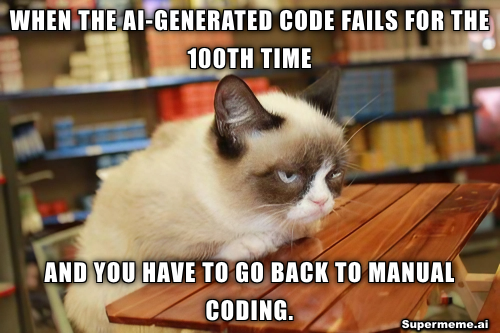 WHEN THE AI-GENERATED CODE FAILS FOR THE
100TH TIME
AND YOU HAVE TO GO BACK TO MANUAL
CODING.
Supermeme.ai